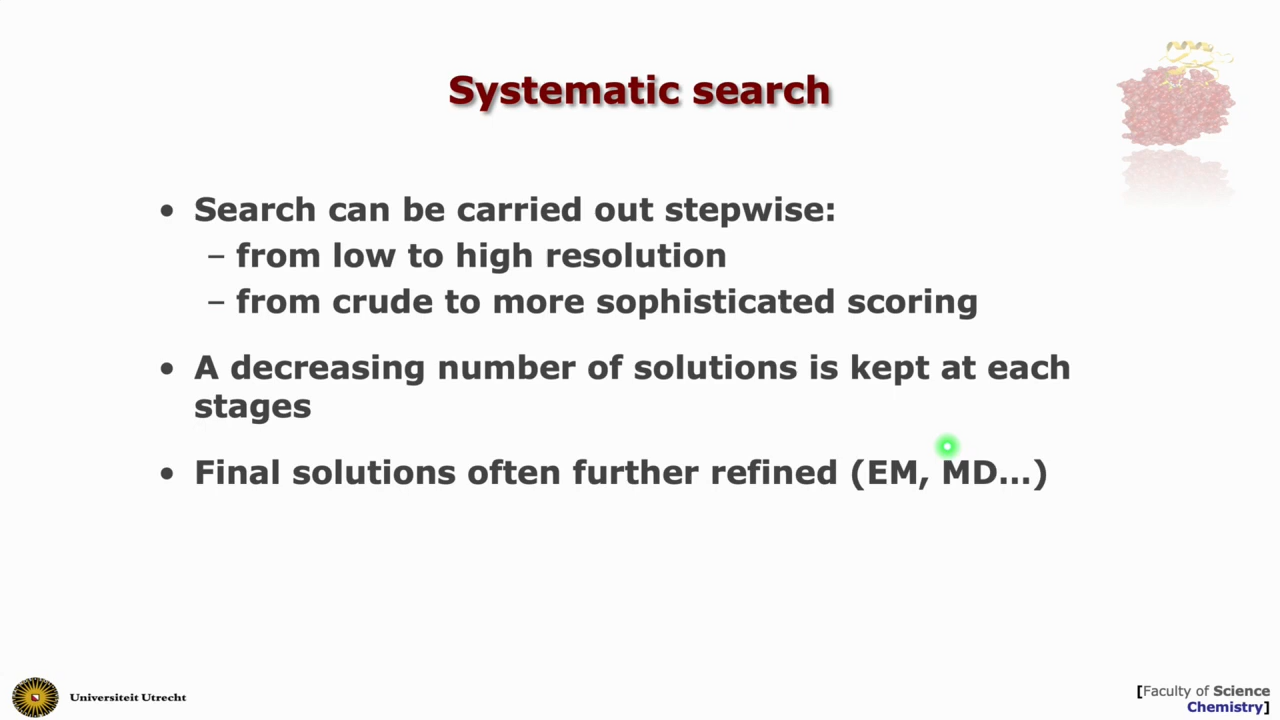 Systematic search
• Search can be carried out stepwise:
– from low to high resolution
– from crude to more sophisticated scoring
• A decreasing number of solutions is kept at each
stages
• Final solutions often further refined (EM, MD…)
Universiteit Utrecht
[Faculty of Science
Chemistry]